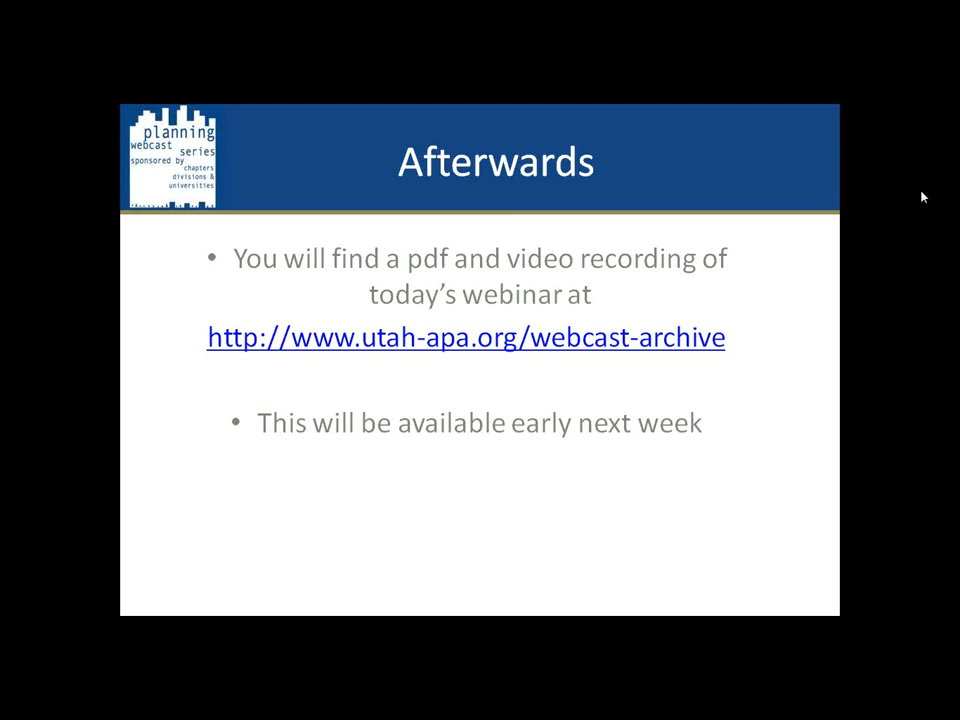 planning
webcast series
sponsored by
chapters
divisions &
universities
Afterwards
• You will find a pdf and video recording of
today's webinar at
http://www.utah-apa.org/webcast-archive
• This will be available early next week